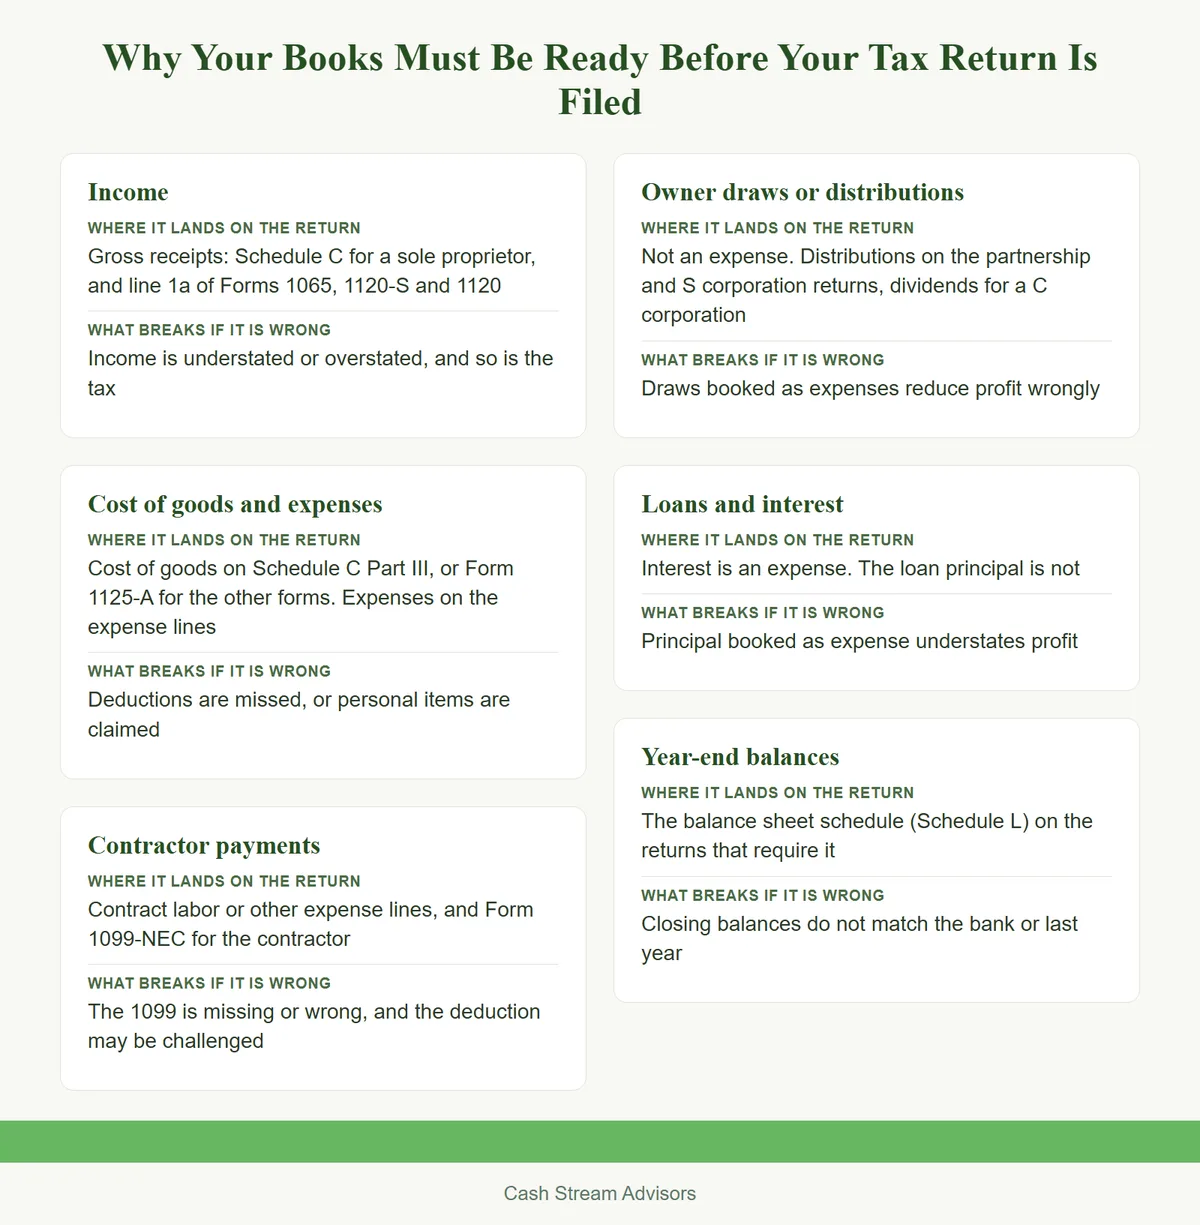 Why Your Books Must Be Ready Before Your Tax Return Is
Filed
Income
WHERE IT LANDS ON THE RETURN
Gross receipts: Schedule C for a sole proprietor,
and line 1a of Forms 1065, 1120-S and 1120
WHAT BREAKS IF IT IS WRONG
Income is understated or overstated, and so is the
tax
Cost of goods and expenses
WHERE IT LANDS ON THE RETURN
Cost of goods on Schedule C Part III, or Form
1125-A for the other forms. Expenses on the
expense lines
WHAT BREAKS IF IT IS WRONG
Deductions are missed, or personal items are
claimed
Contractor payments
WHERE IT LANDS ON THE RETURN
Contract labor or other expense lines, and Form
1099-NEC for the contractor
WHAT BREAKS IF IT IS WRONG
The 1099 is missing or wrong, and the deduction
may be challenged
Owner draws or distributions
WHERE IT LANDS ON THE RETURN
Not an expense. Distributions on the partnership
and S corporation returns, dividends for a C
corporation
WHAT BREAKS IF IT IS WRONG
Draws booked as expenses reduce profit wrongly
Loans and interest
WHERE IT LANDS ON THE RETURN
Interest is an expense. The loan principal is not
WHAT BREAKS IF IT IS WRONG
Principal booked as expense understates profit
Year-end balances
WHERE IT LANDS ON THE RETURN
The balance sheet schedule (Schedule L) on the
returns that require it
WHAT BREAKS IF IT IS WRONG
Closing balances do not match the bank or last
year
Cash Stream Advisors